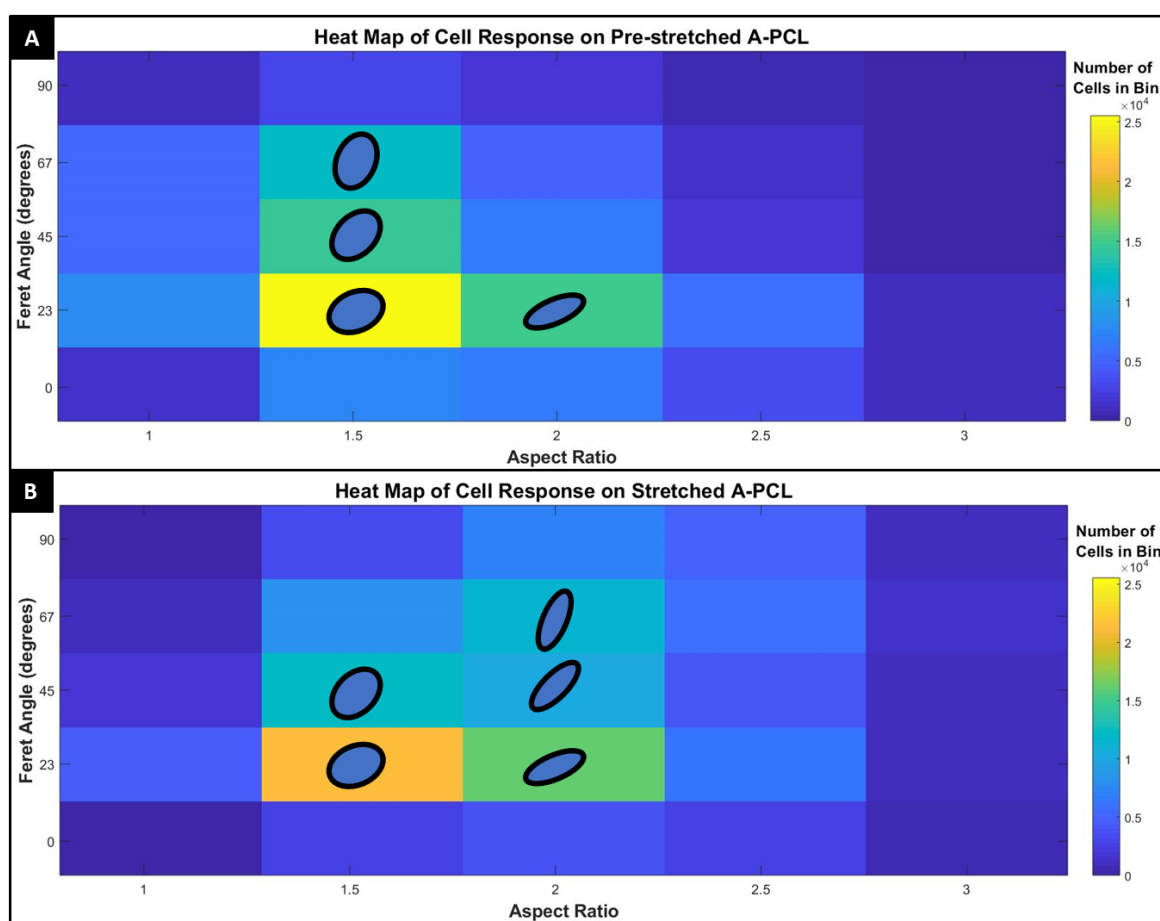 A
Heat Map of Cell Response on Pre-stretched A-PCL
Number of
Cells in Bin
×10⁴
Feret Angle (degrees)
90
67
45
23
0
1 1.5 2 2.5 3
Aspect Ratio
2.5
2
1.5
1
0.5
0
B
Heat Map of Cell Response on Stretched A-PCL
Number of
Cells in Bin
×10⁴
Feret Angle (degrees)
90
67
45
23
0
1 1.5 2 2.5 3
Aspect Ratio
2.5
2
1.5
1
0.5
0